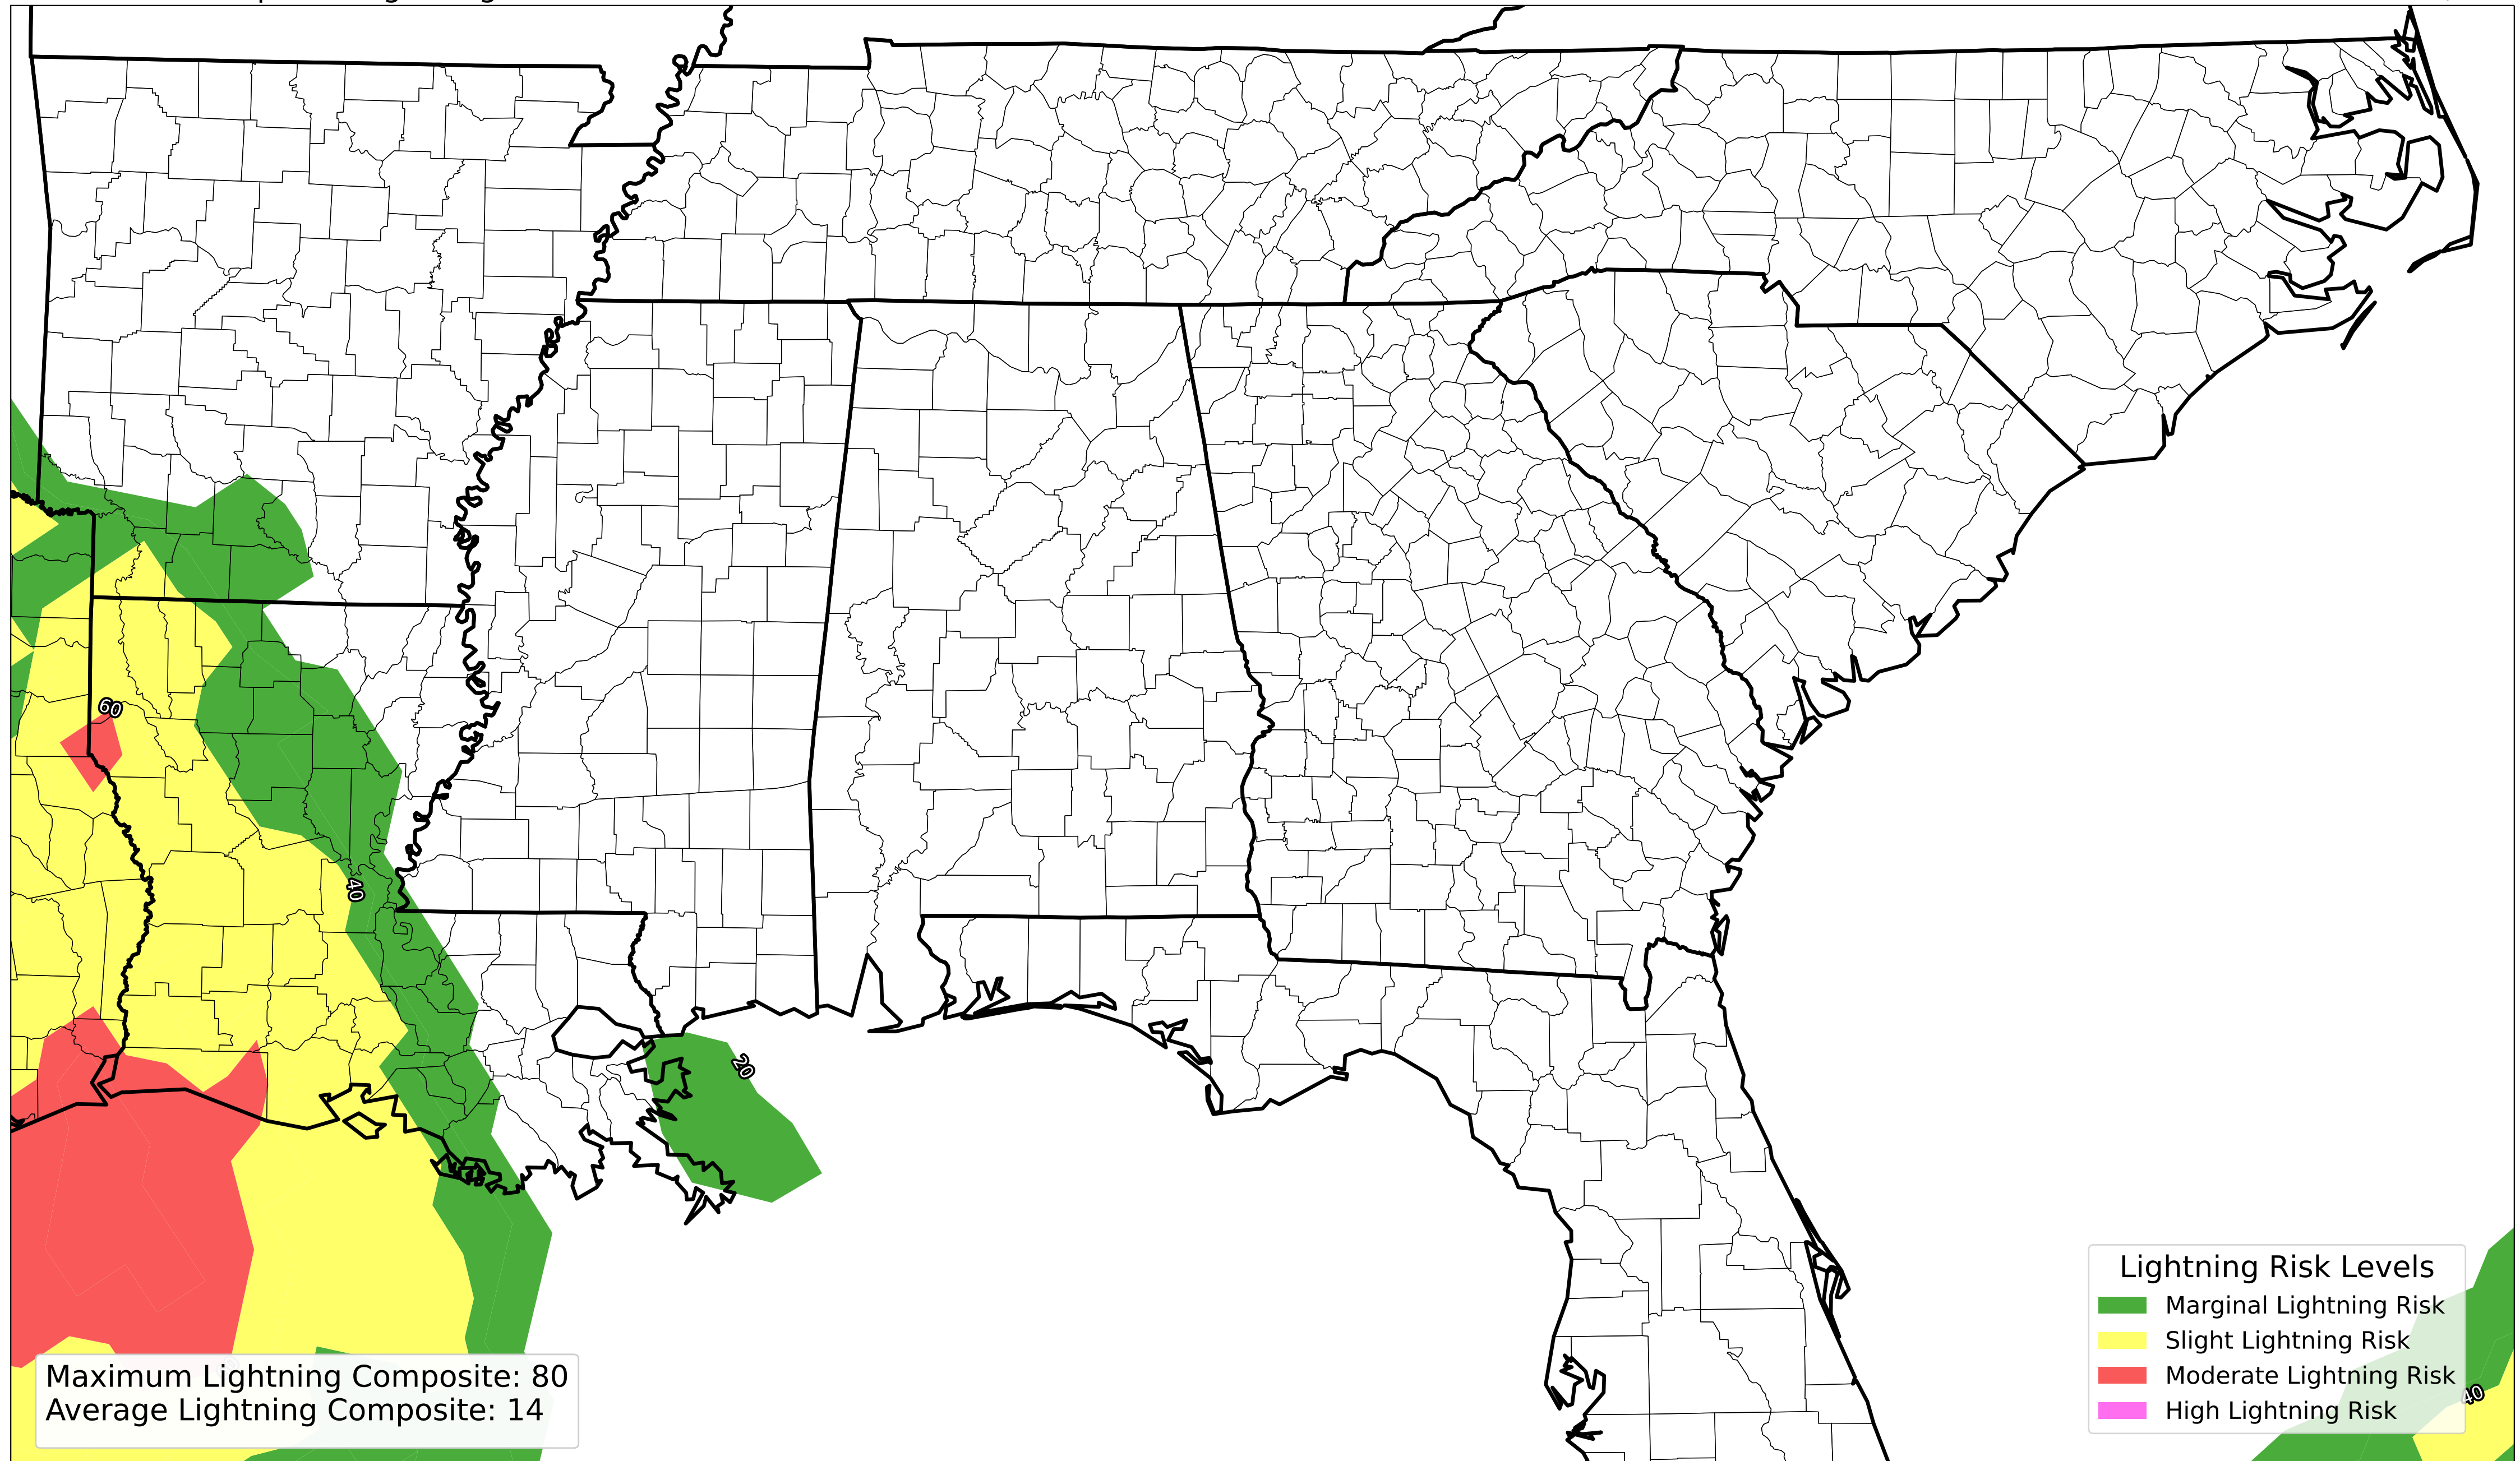 60
40
20
Lightning Risk Levels
Marginal Lightning Risk
Slight Lightning Risk
Moderate Lightning Risk
High Lightning Risk
40
Maximum Lightning Composite: 80
Average Lightning Composite: 14